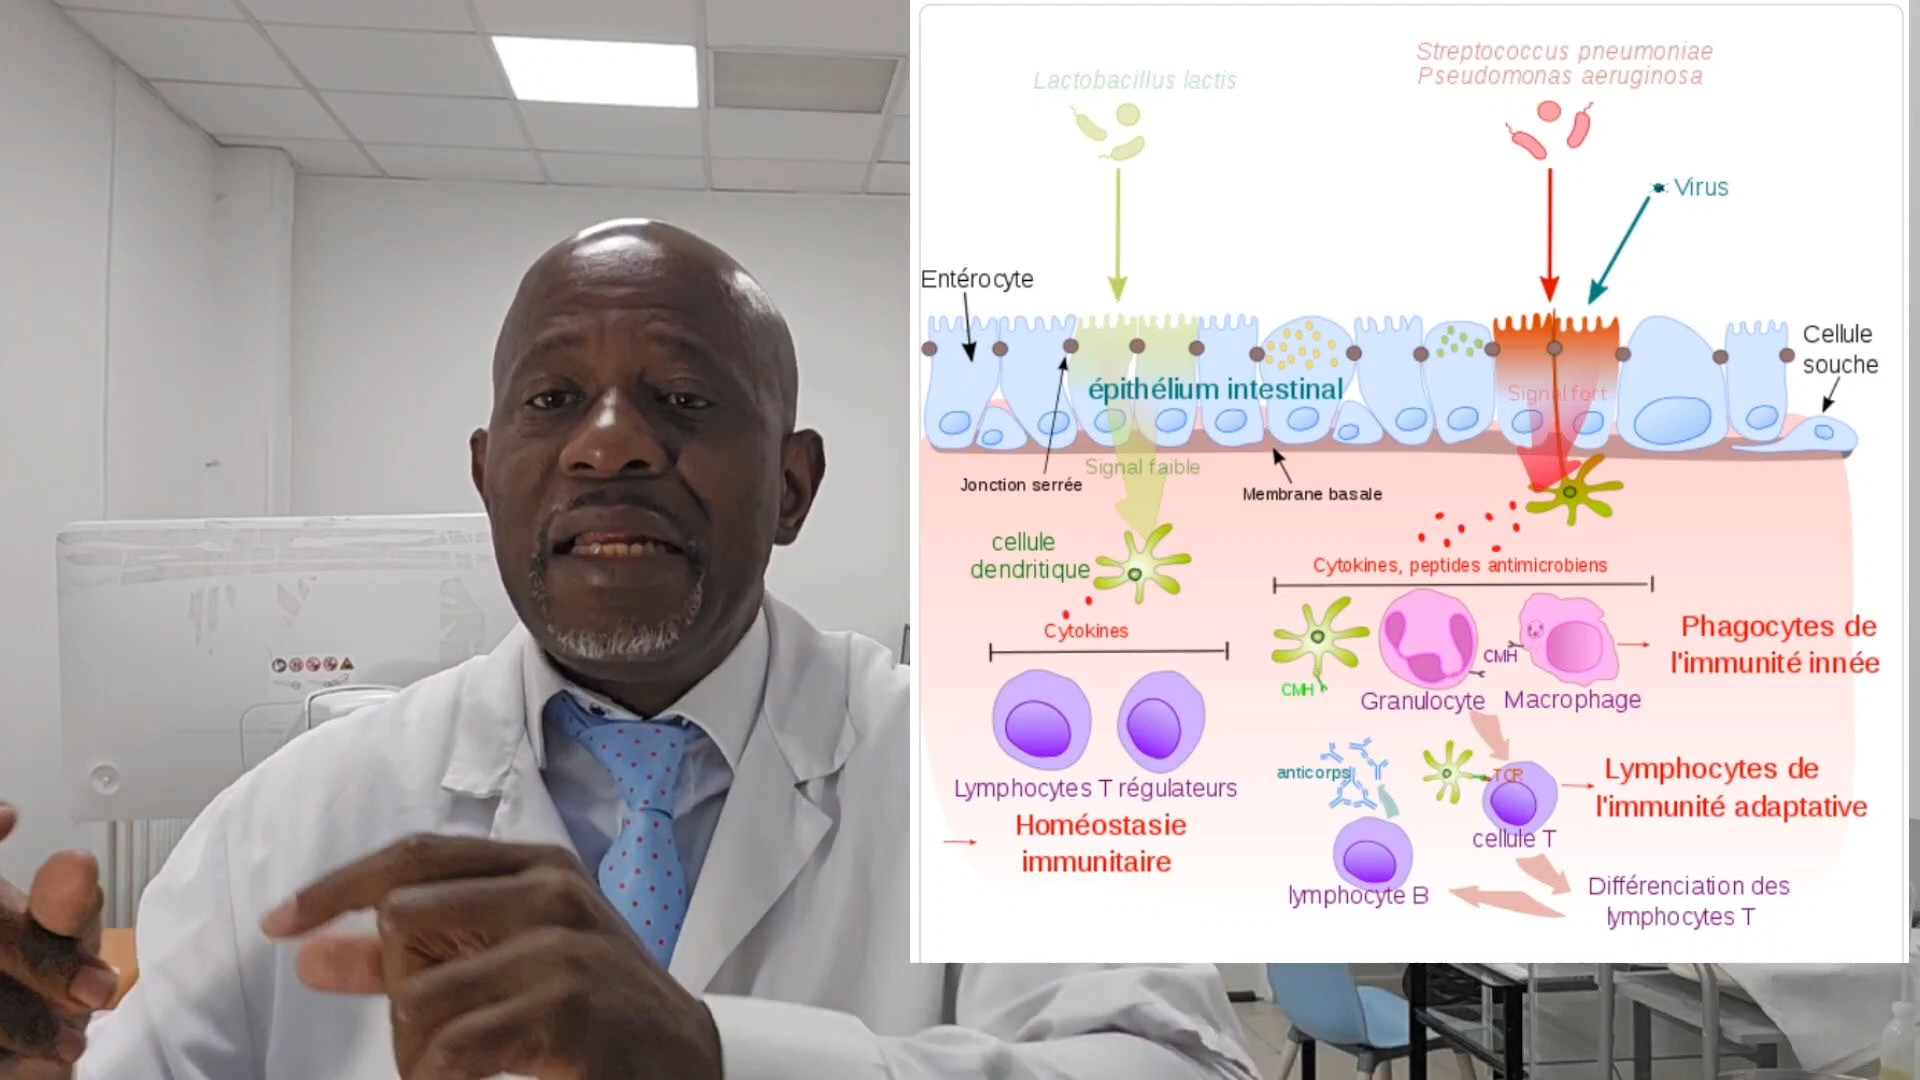 Lactobacillus lactis
Streptococcus pneumoniae
Pseudomonas aeruginosa
Virus
Entérocyte
Cellule
souche
épithélium intestinal
Signal fort
Signal faible
Jonction serrée
Membrane basale
cellule
dendritique
Cytokines
Cytokines, peptides antimicrobiens
Phagocytes de
l'immunité innée
CMH
CMH
Granulocyte
Macrophage
Lymphocytes T régulateurs
Homéostasie
immunitaire
anticorps
TCR
cellule T
Lymphocytes de
l'immunité adaptative
lymphocyte B
Différenciation des
lymphocytes T